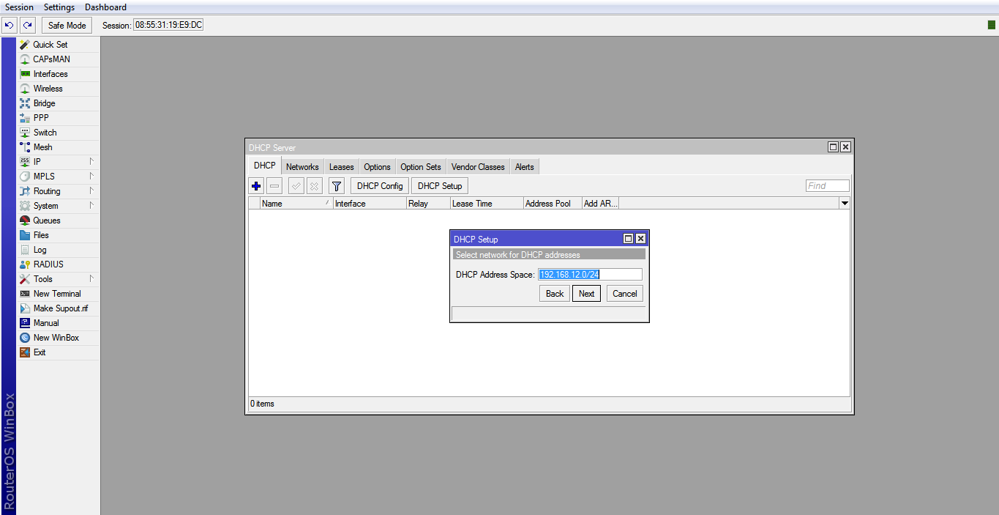 Session Settings Dashboard
Safe Mode Session: 08:55:31:19:E9:DC
Quick Set
CAPsMAN
Interfaces
Wireless
Bridge
PPP
Switch
Mesh
IP
MPLS
Routing
System
Queues
Files
Log
RADIUS
Tools
New Terminal
Make Supout.rif
Manual
New WinBox
Exit
RouterOS WinBox
DHCP Server
DHCP Networks Leases Options Option Sets Vendor Classes Alerts
DHCP Config DHCP Setup Find
Name Interface Relay Lease Time Address Pool Add AR...
DHCP Setup
Select network for DHCP addresses
DHCP Address Space: 192.168.12.0/24
Back Next Cancel
0 items